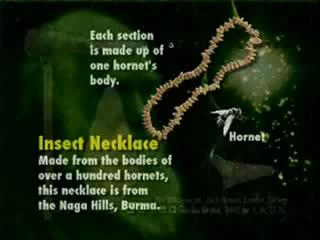 Each section
is made up of
one hornet's
body.
Hornet
Insect Necklace
Made from the bodies of
over a hundred hornets,
this necklace is from
the Naga Hills, Burma.